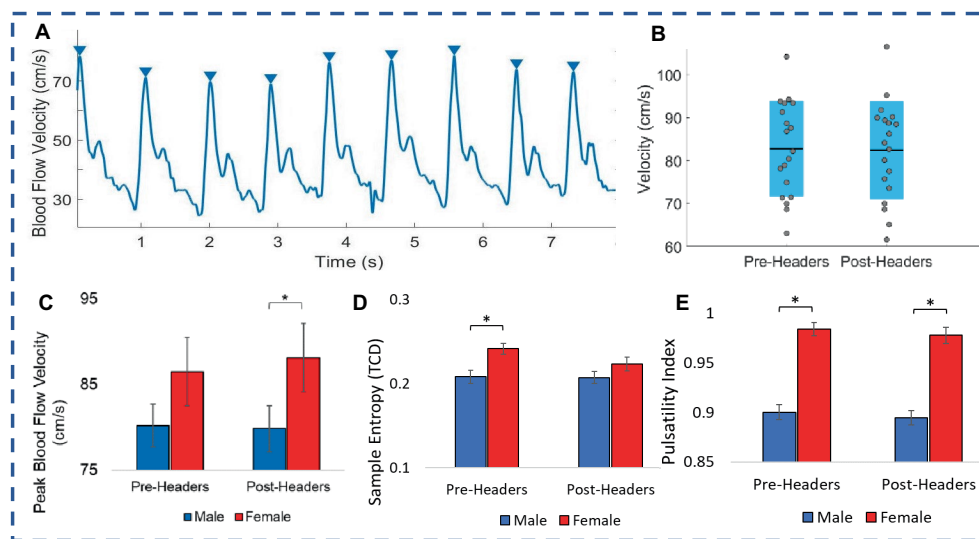 A
Blood Flow Velocity (cm/s)
70
50
30
1 2 3 4 5 6 7
Time (s)
B
Velocity (cm/s)
100
90
80
70
60
Pre-Headers Post-Headers
C
Peak Blood Flow Velocity
(cm/s)
95
85
75
*
Pre-Headers Post-Headers
Male Female
D
Sample Entropy (TCD)
0.3
0.2
0.1
*
Pre-Headers Post-Headers
Male Female
E
Pulsatility Index
1
0.95
0.9
0.85
* *
Pre-Headers Post-Headers
Male Female